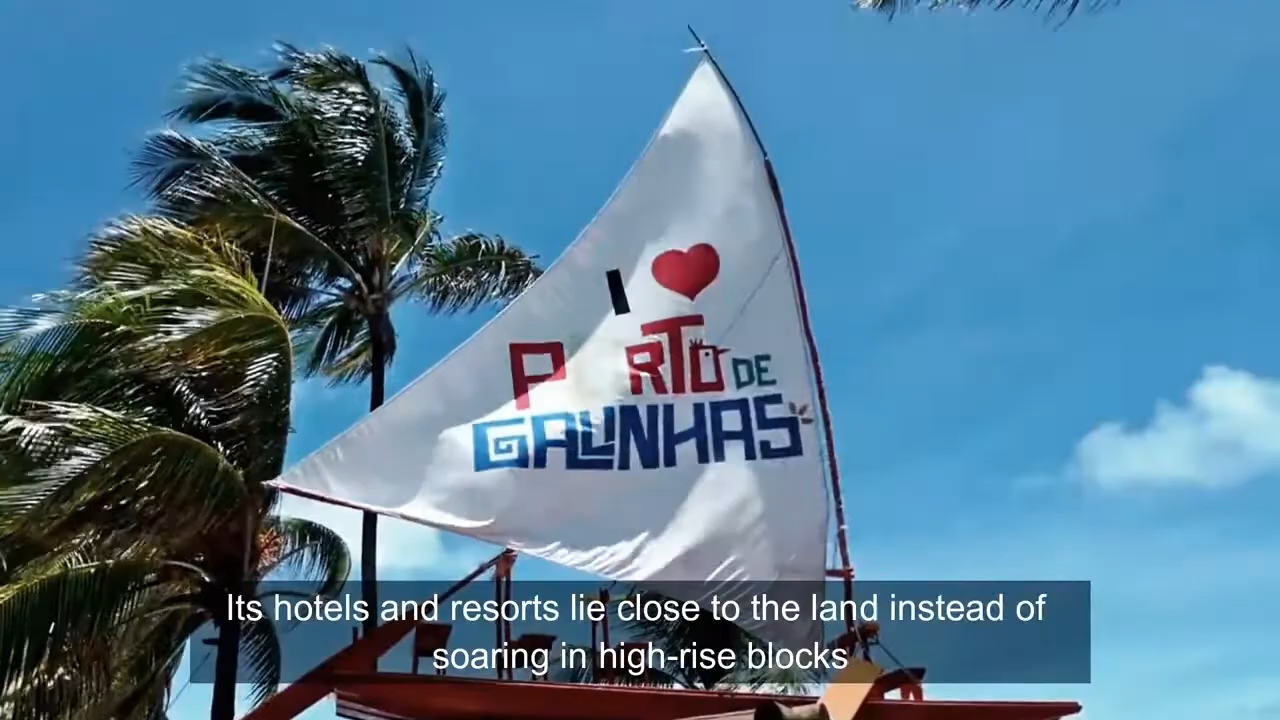 I ❤
PORTO DE
GALINHAS
Its hotels and resorts lie close to the land instead of
soaring in high-rise blocks